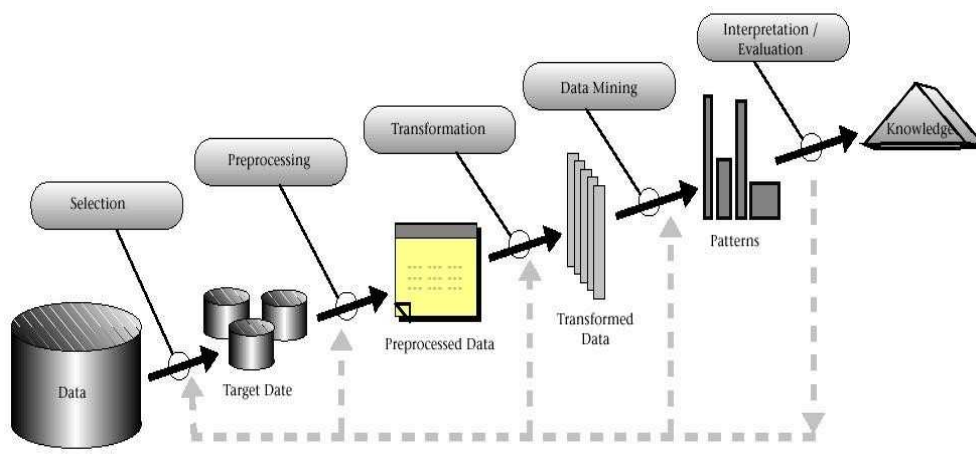 Interpretation /
Evaluation
Data Mining
Transformation
Preprocessing
Selection
Knowledge
Patterns
Transformed
Data
Preprocessed Data
Target Date
Data